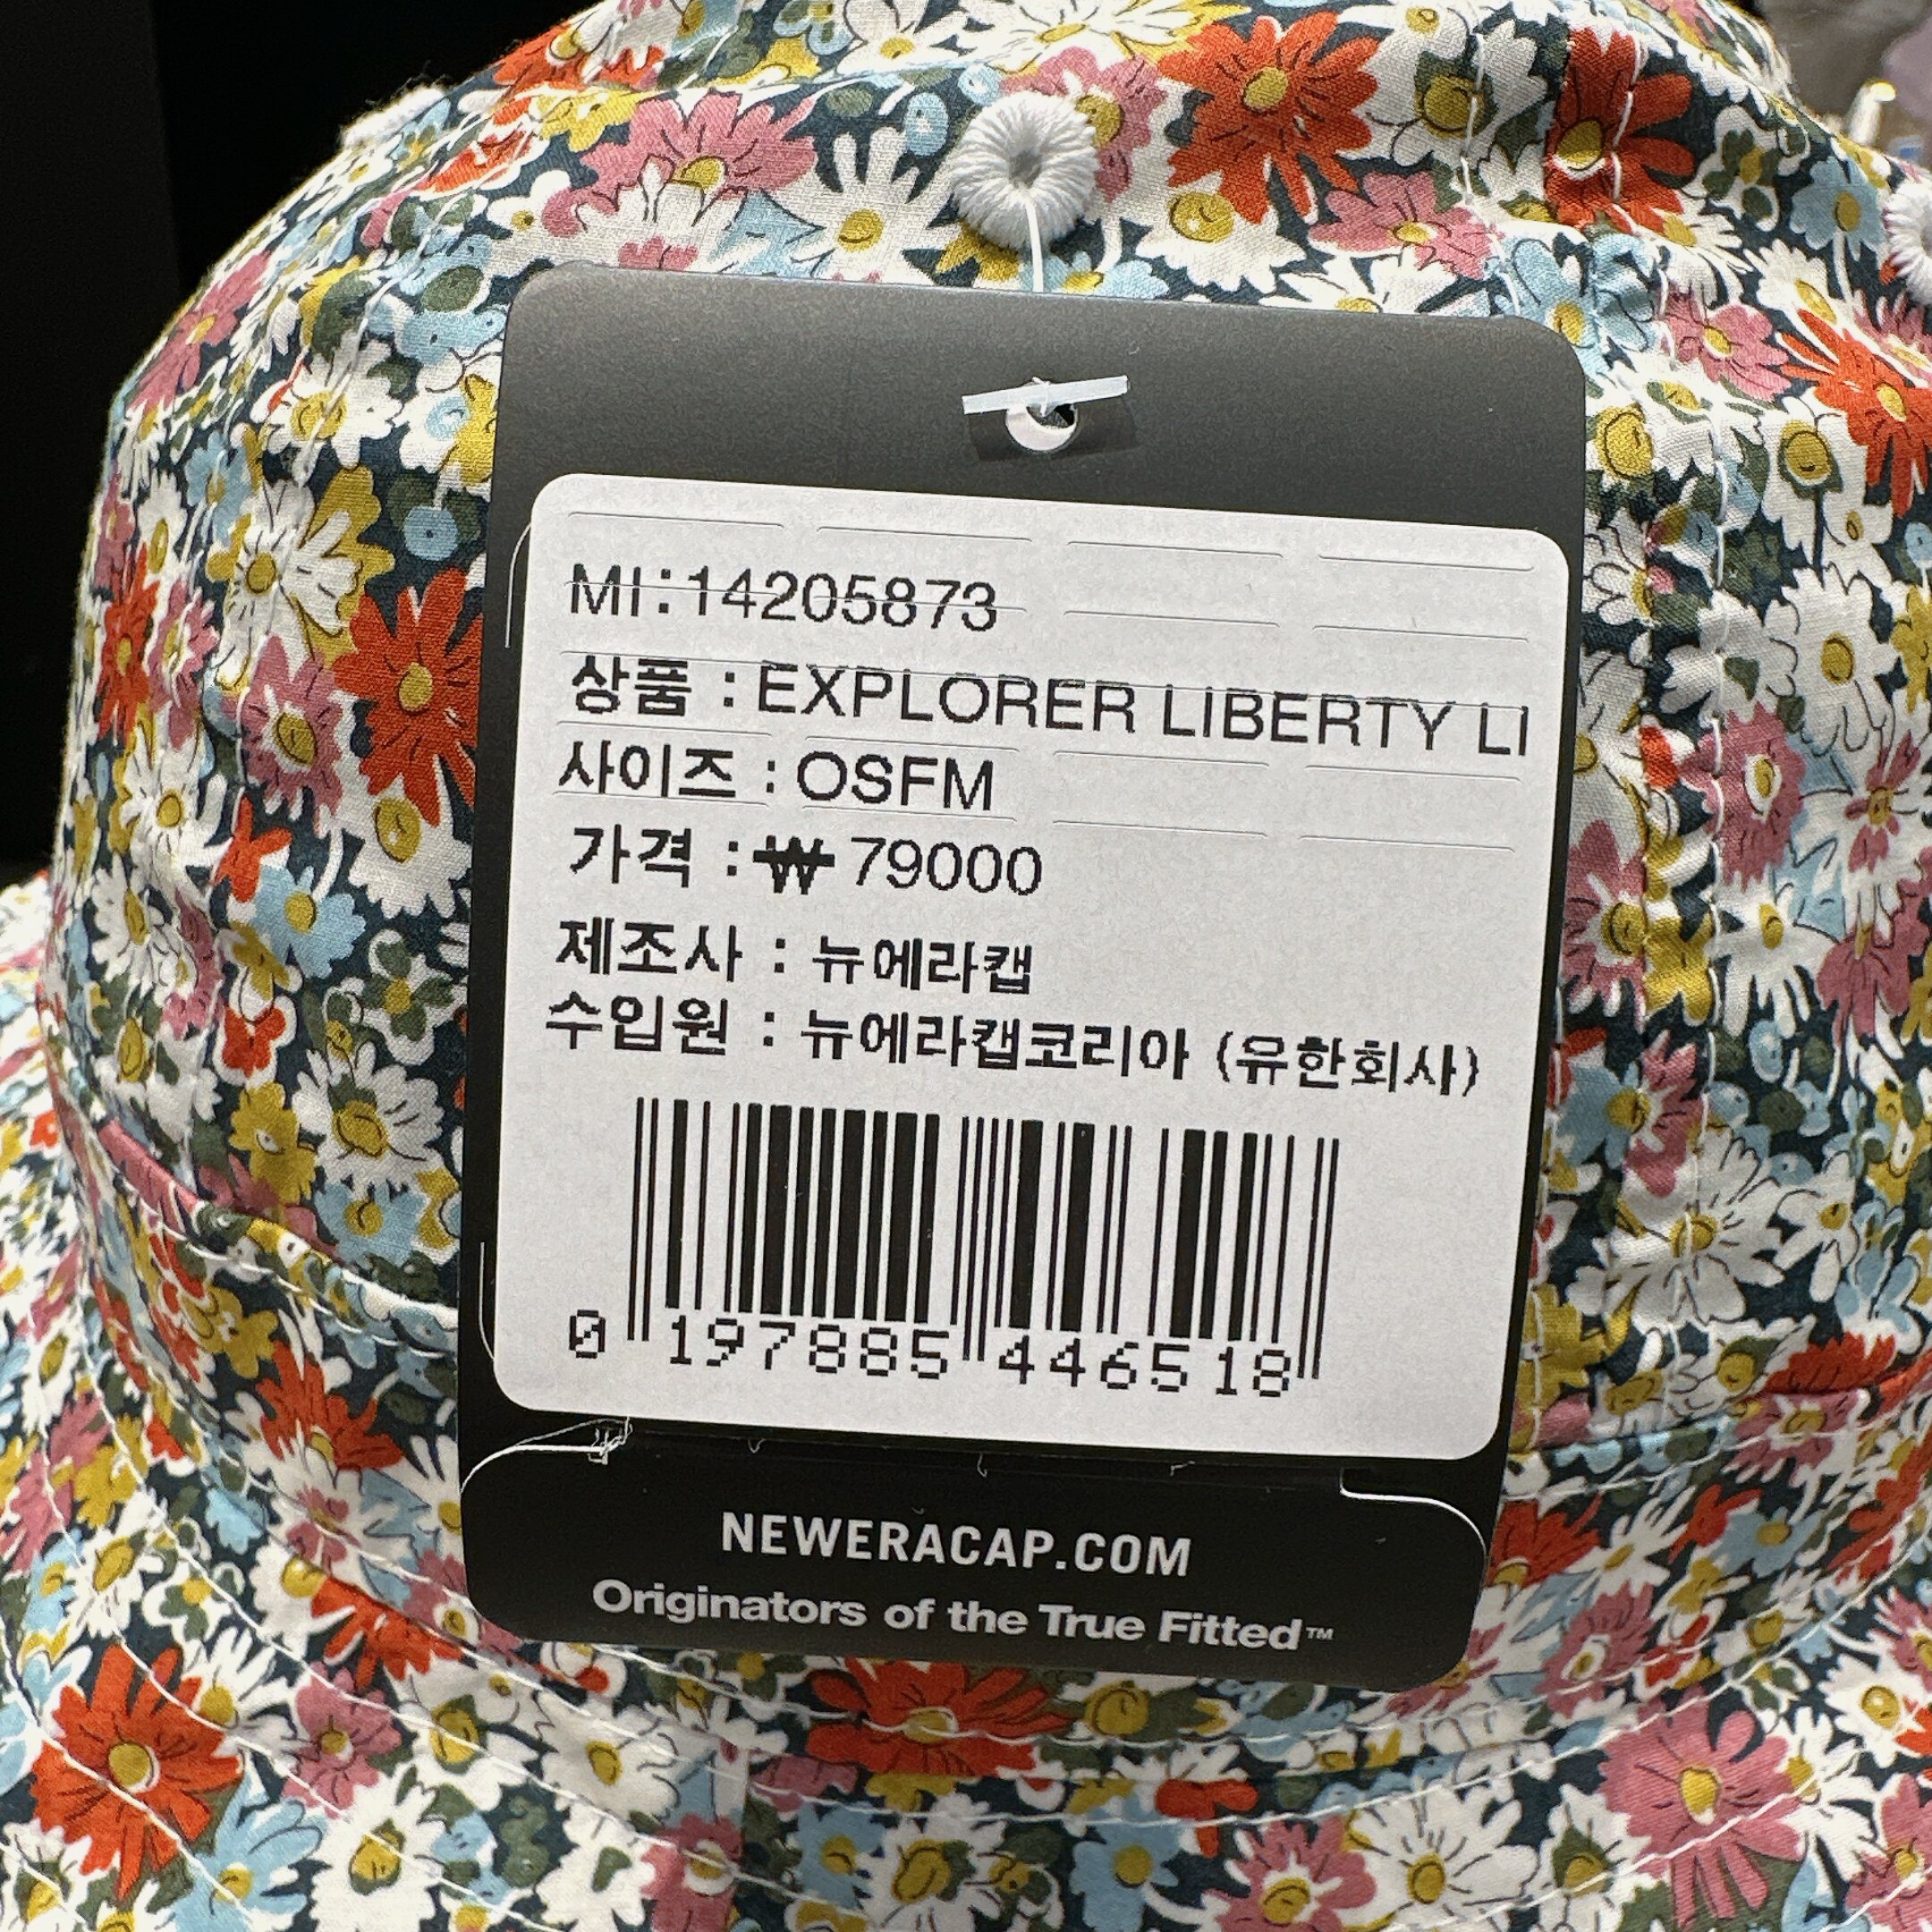 MI:14205873
상품 : EXPLORER LIBERTY LI
사이즈 : OSFM
가격 : ₩ 79000
제조사 : 뉴에라캡
수입원 : 뉴에라캡코리아 (유한회사)
0 197885 446518
NEWERACAP.COM
Originators of the True Fitted™